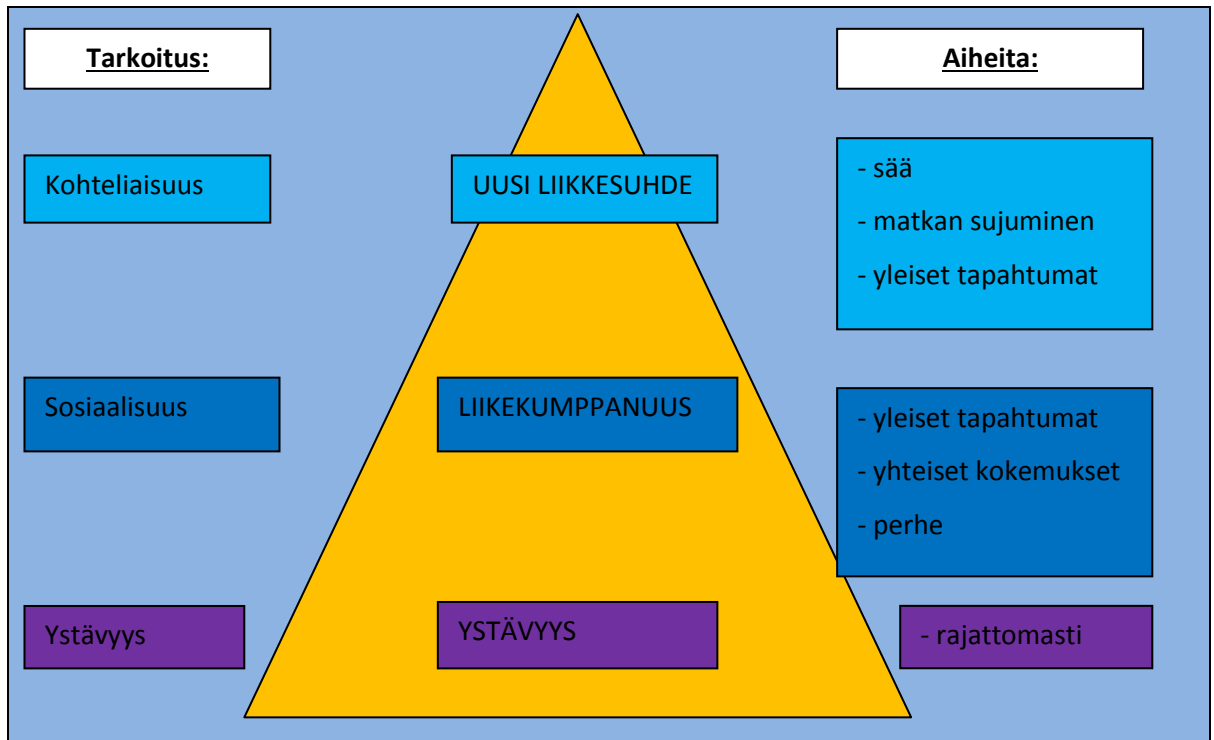 Tarkoitus:
Aiheita:
Kohteliaisuus
UUSI LIIKKESUHDE
- sää
- matkan sujuminen
- yleiset tapahtumat
Sosiaalisuus
LIIKEKUMPPANUUS
- yleiset tapahtumat
- yhteiset kokemukset
- perhe
Ystävyys
YSTÄVYYS
- rajattomasti